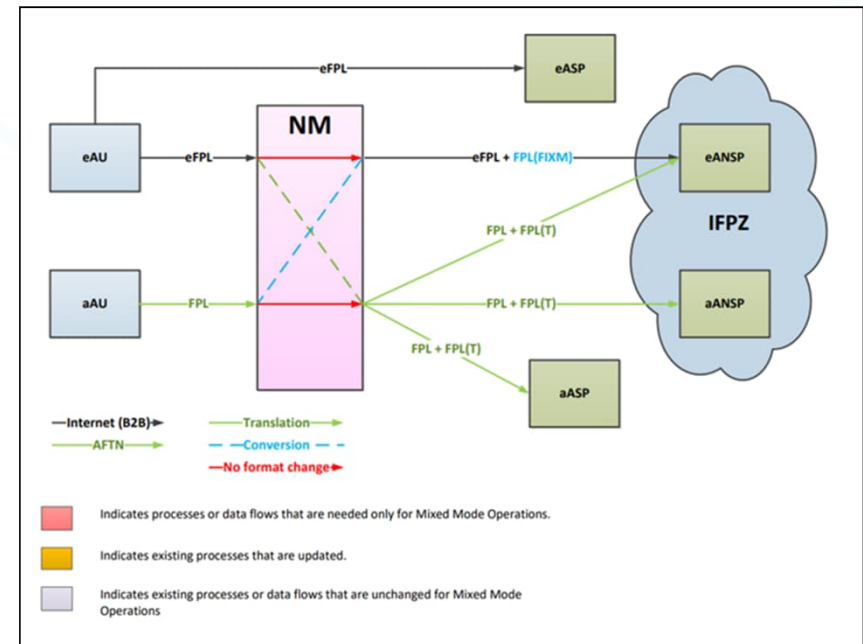 eFPL
eASP
NM
eAU
eFPL
eFPL + FPL(FIXM)
eANSP
IFPZ
FPL + FPL(T)
aAU
FPL
FPL + FPL(T)
aANSP
FPL + FPL(T)
aASP
Internet (B2B)
Translation
AFTN
Conversion
No format change
Indicates processes or data flows that are needed only for Mixed Mode Operations.
Indicates existing processes that are updated.
Indicates existing processes or data flows that are unchanged for Mixed Mode
Operations